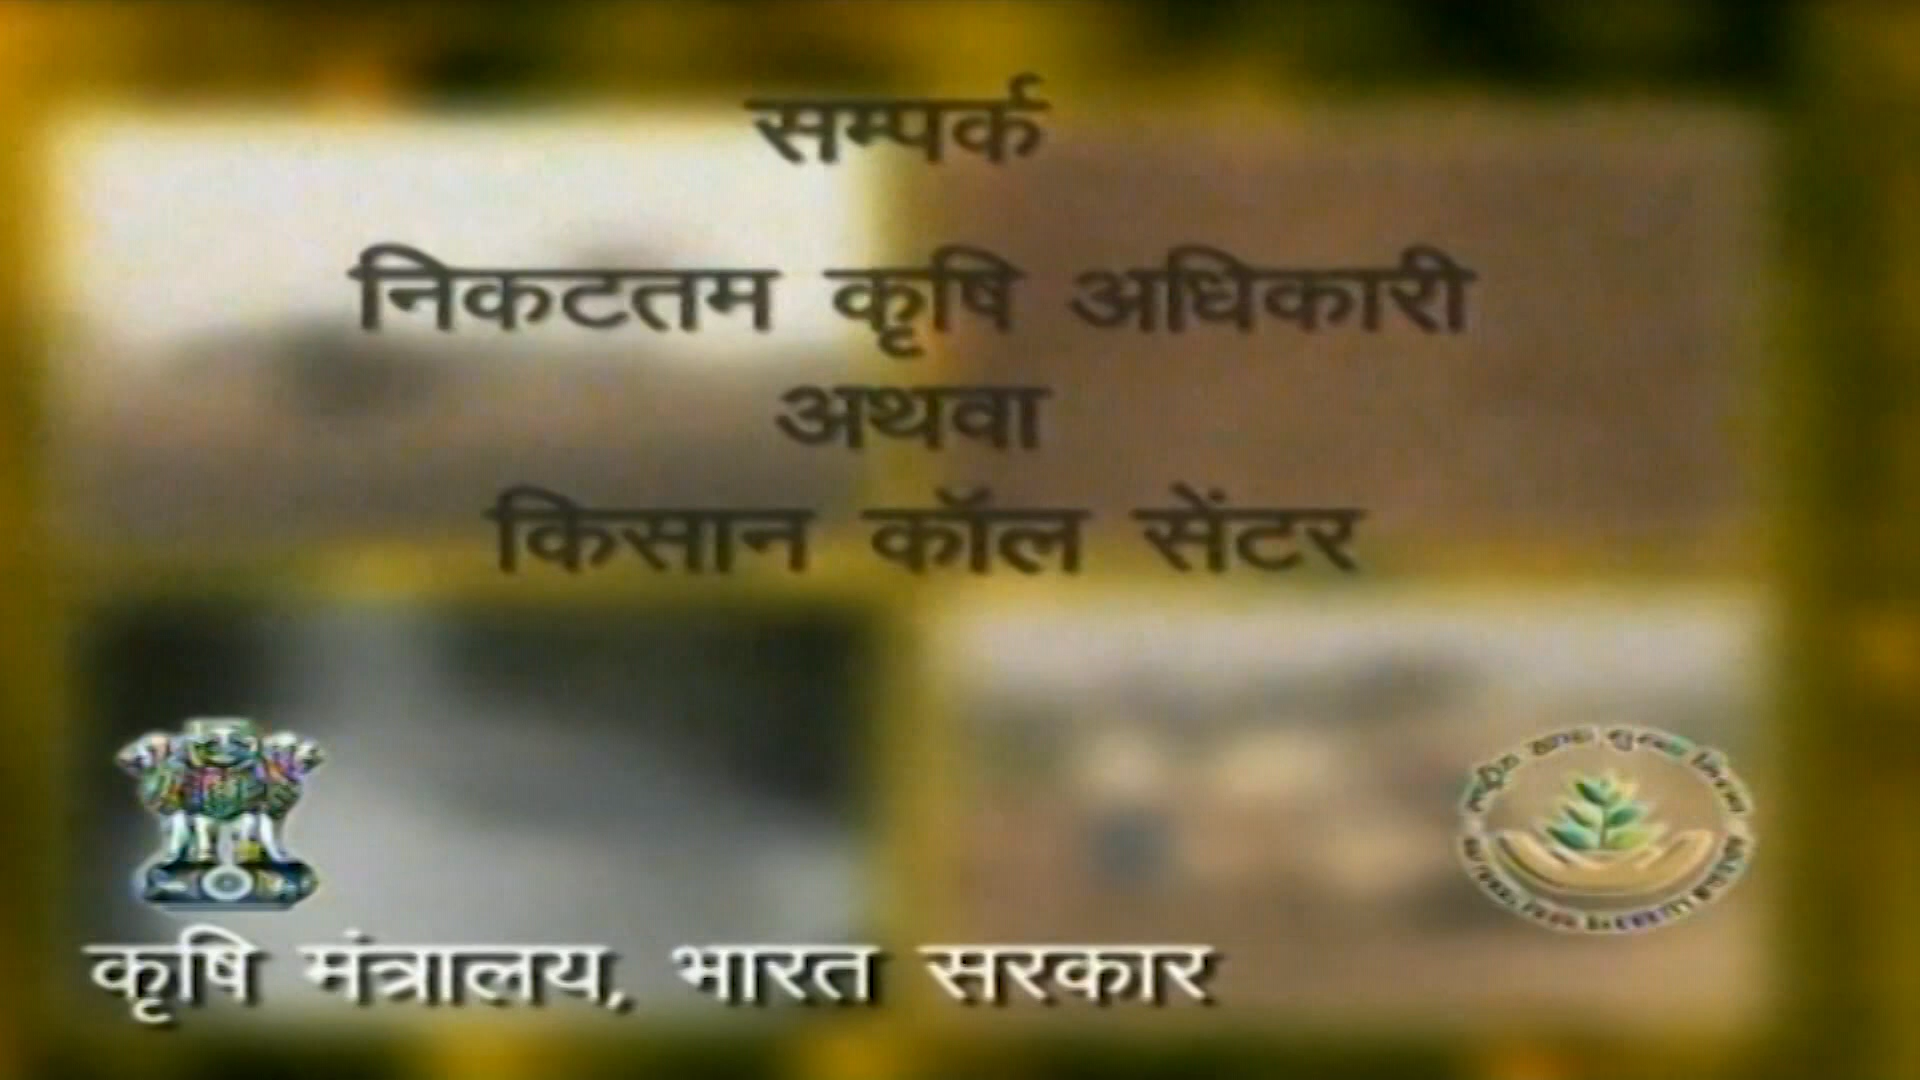 सम्पर्क
निकटतम कृषि अधिकारी
अथवा
किसान कॉल सेंटर
कृषि मंत्रालय, भारत सरकार